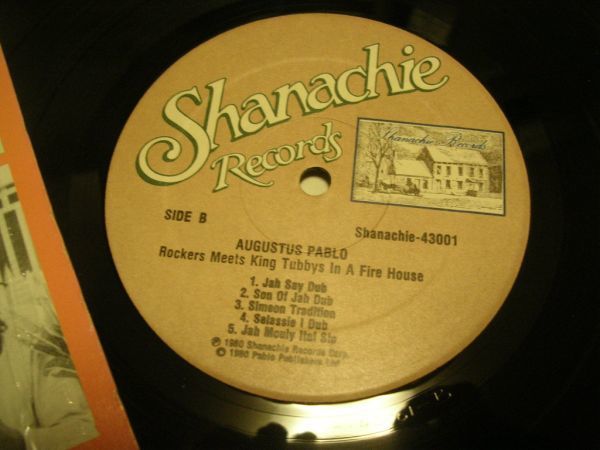 Shanachie
Records
Shanachie Records
SIDE B
Shanachie-43001
AUGUSTUS PABLO
Rockers Meets King Tubbys In A Fire House
1. Jah Say Dub
2. Son Of Jah Dub
3. Simeon Tradition
4. Selassie I Dub
5. Jah Mouly Ital Sip
℗ 1980 Shanachie Records Corp.
© 1980 Pablo Publishers Ltd